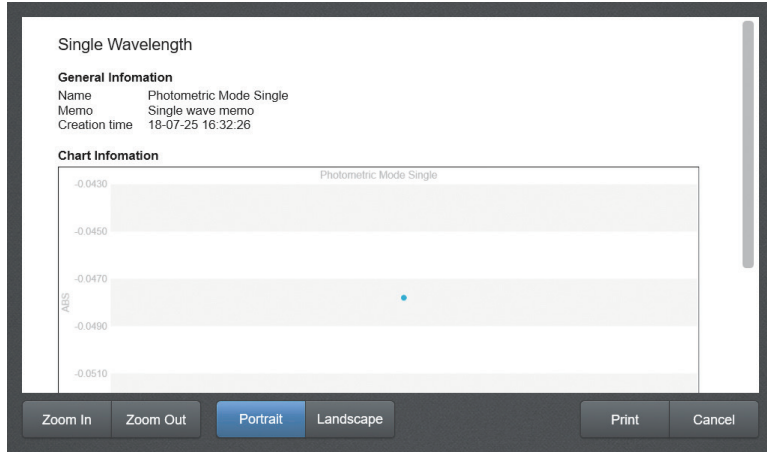 Single Wavelength
General Infomation
Name Photometric Mode Single
Memo Single wave memo
Creation time 18-07-25 16:32:26
Chart Infomation
Photometric Mode Single
-0.0430
-0.0450
-0.0470
ABS
-0.0490
-0.0510
Zoom In Zoom Out Portrait Landscape Print Cancel